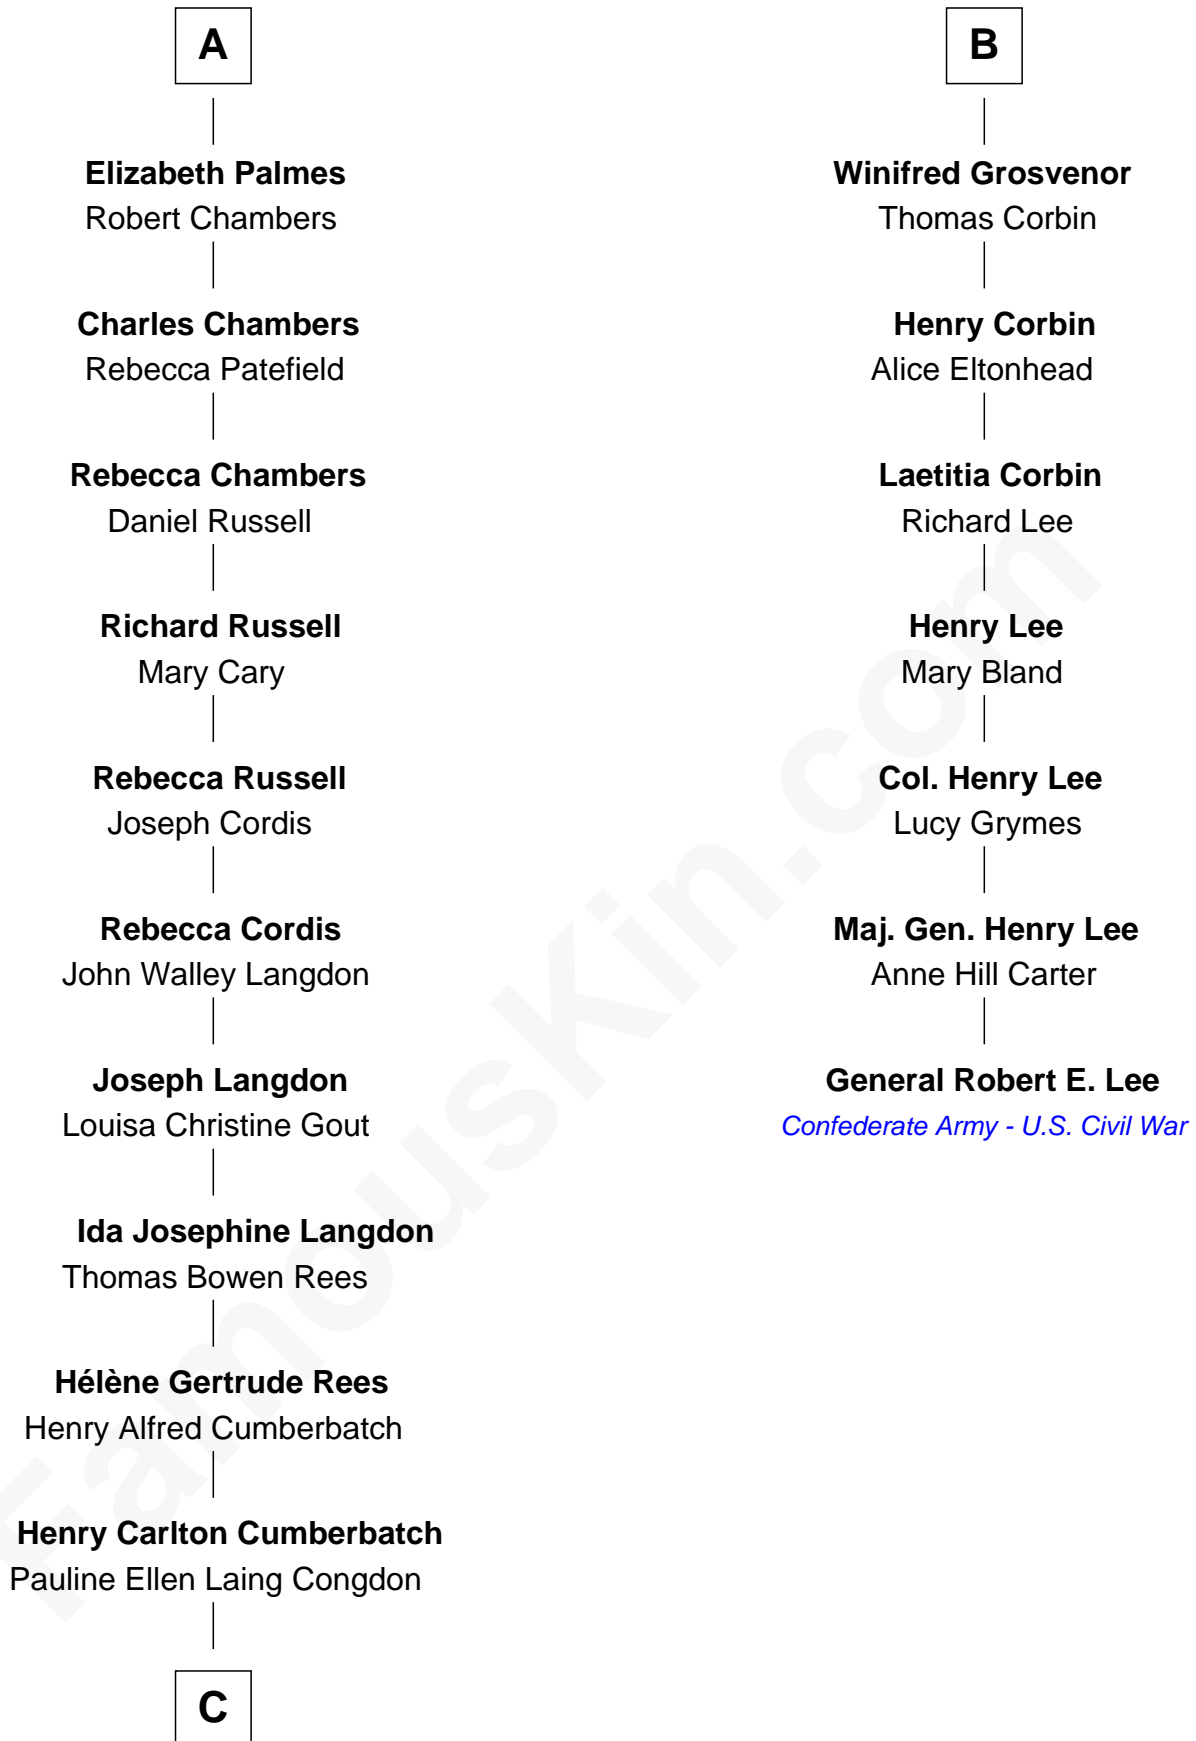 A
Elizabeth Palmes
Robert Chambers
Charles Chambers
Rebecca Patefield
Rebecca Chambers
Daniel Russell
Richard Russell
Mary Cary
Rebecca Russell
Joseph Cordis
Rebecca Cordis
John Walley Langdon
Joseph Langdon
Louisa Christine Gout
Ida Josephine Langdon
Thomas Bowen Rees
Hélène Gertrude Rees
Henry Alfred Cumberbatch
Henry Carlton Cumberbatch
Pauline Ellen Laing Congdon
C
B
Winifred Grosvenor
Thomas Corbin
Henry Corbin
Alice Eltonhead
Laetitia Corbin
Richard Lee
Henry Lee
Mary Bland
Col. Henry Lee
Lucy Grymes
Maj. Gen. Henry Lee
Anne Hill Carter
General Robert E. Lee
Confederate Army - U.S. Civil War
FamousKin.com